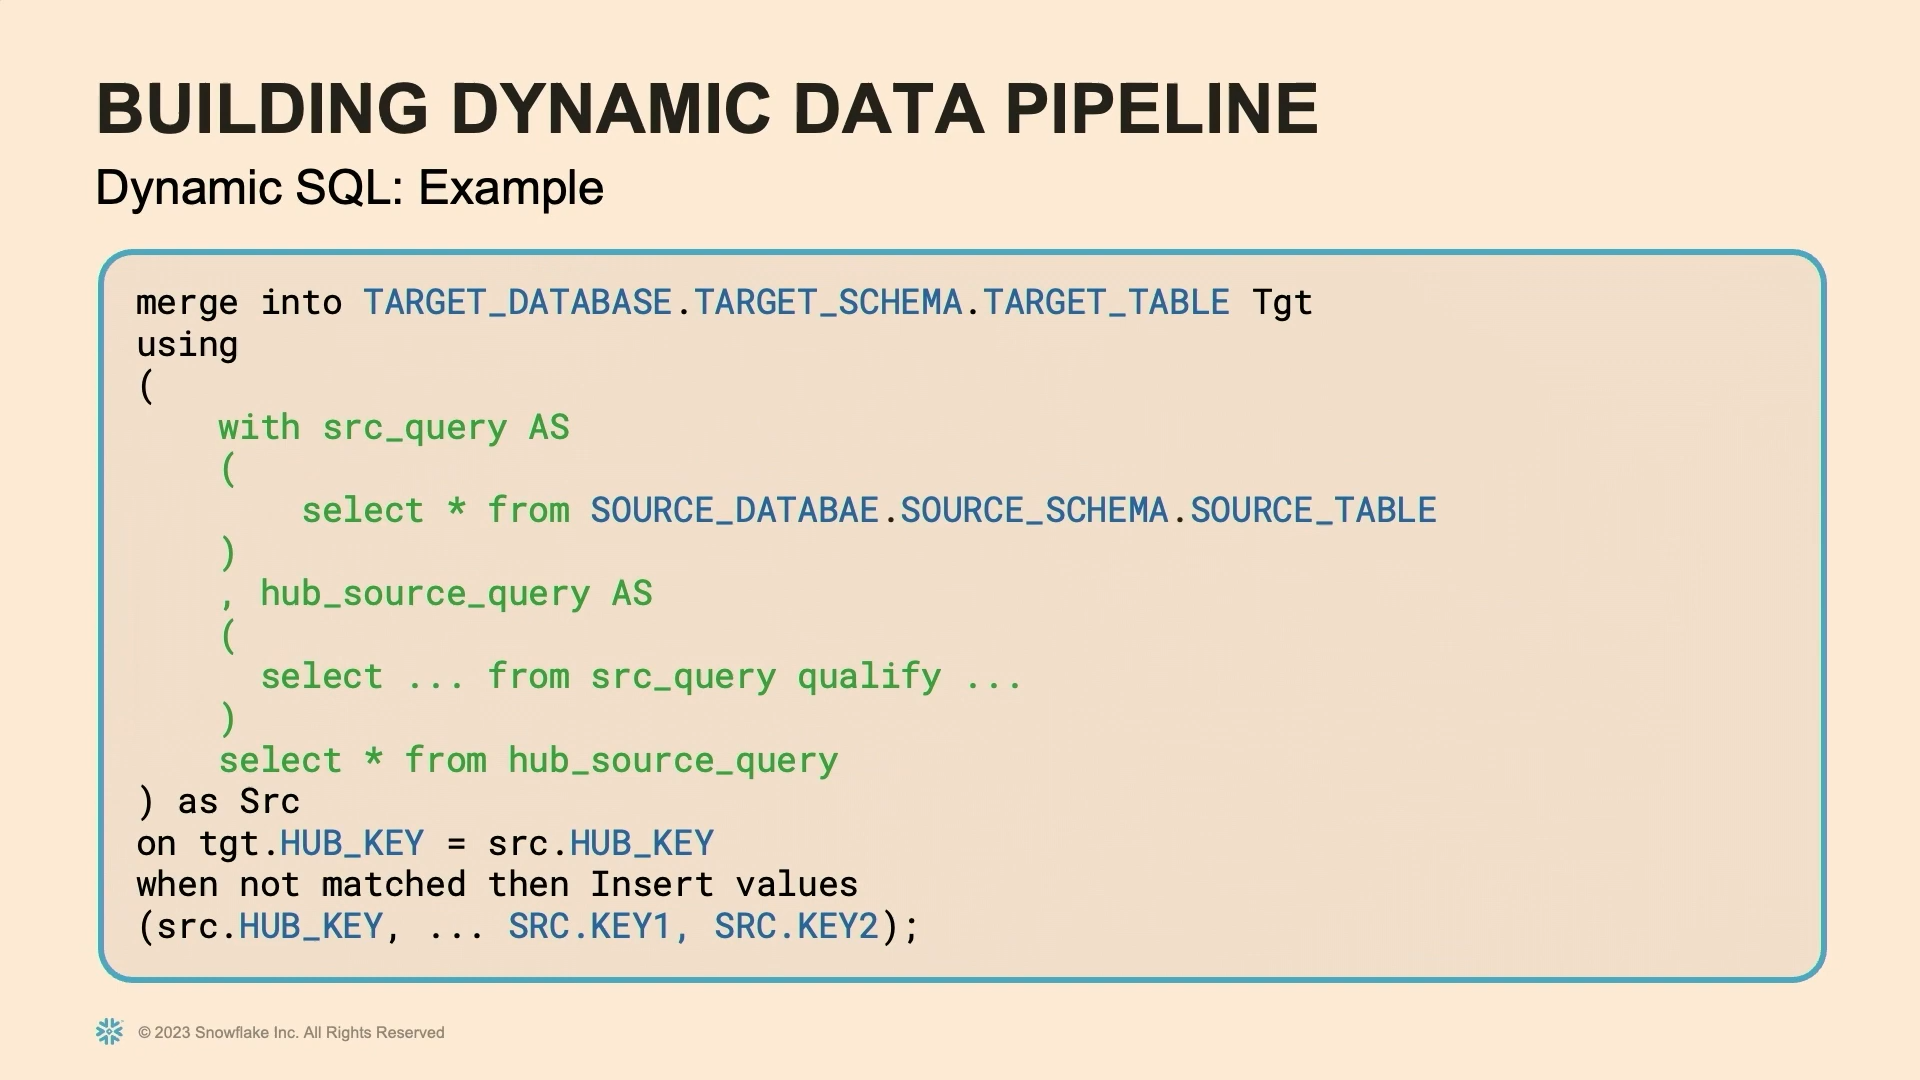 BUILDING DYNAMIC DATA PIPELINE
Dynamic SQL: Example
merge into TARGET_DATABASE.TARGET_SCHEMA.TARGET_TABLE Tgt
using
(
with src_query AS
(
select * from SOURCE_DATABAE.SOURCE_SCHEMA.SOURCE_TABLE
)
, hub_source_query AS
(
select ... from src_query qualify ...
)
select * from hub_source_query
) as Src
on tgt.HUB_KEY = src.HUB_KEY
when not matched then Insert values
(src.HUB_KEY, ... SRC.KEY1, SRC.KEY2);
© 2023 Snowflake Inc. All Rights Reserved